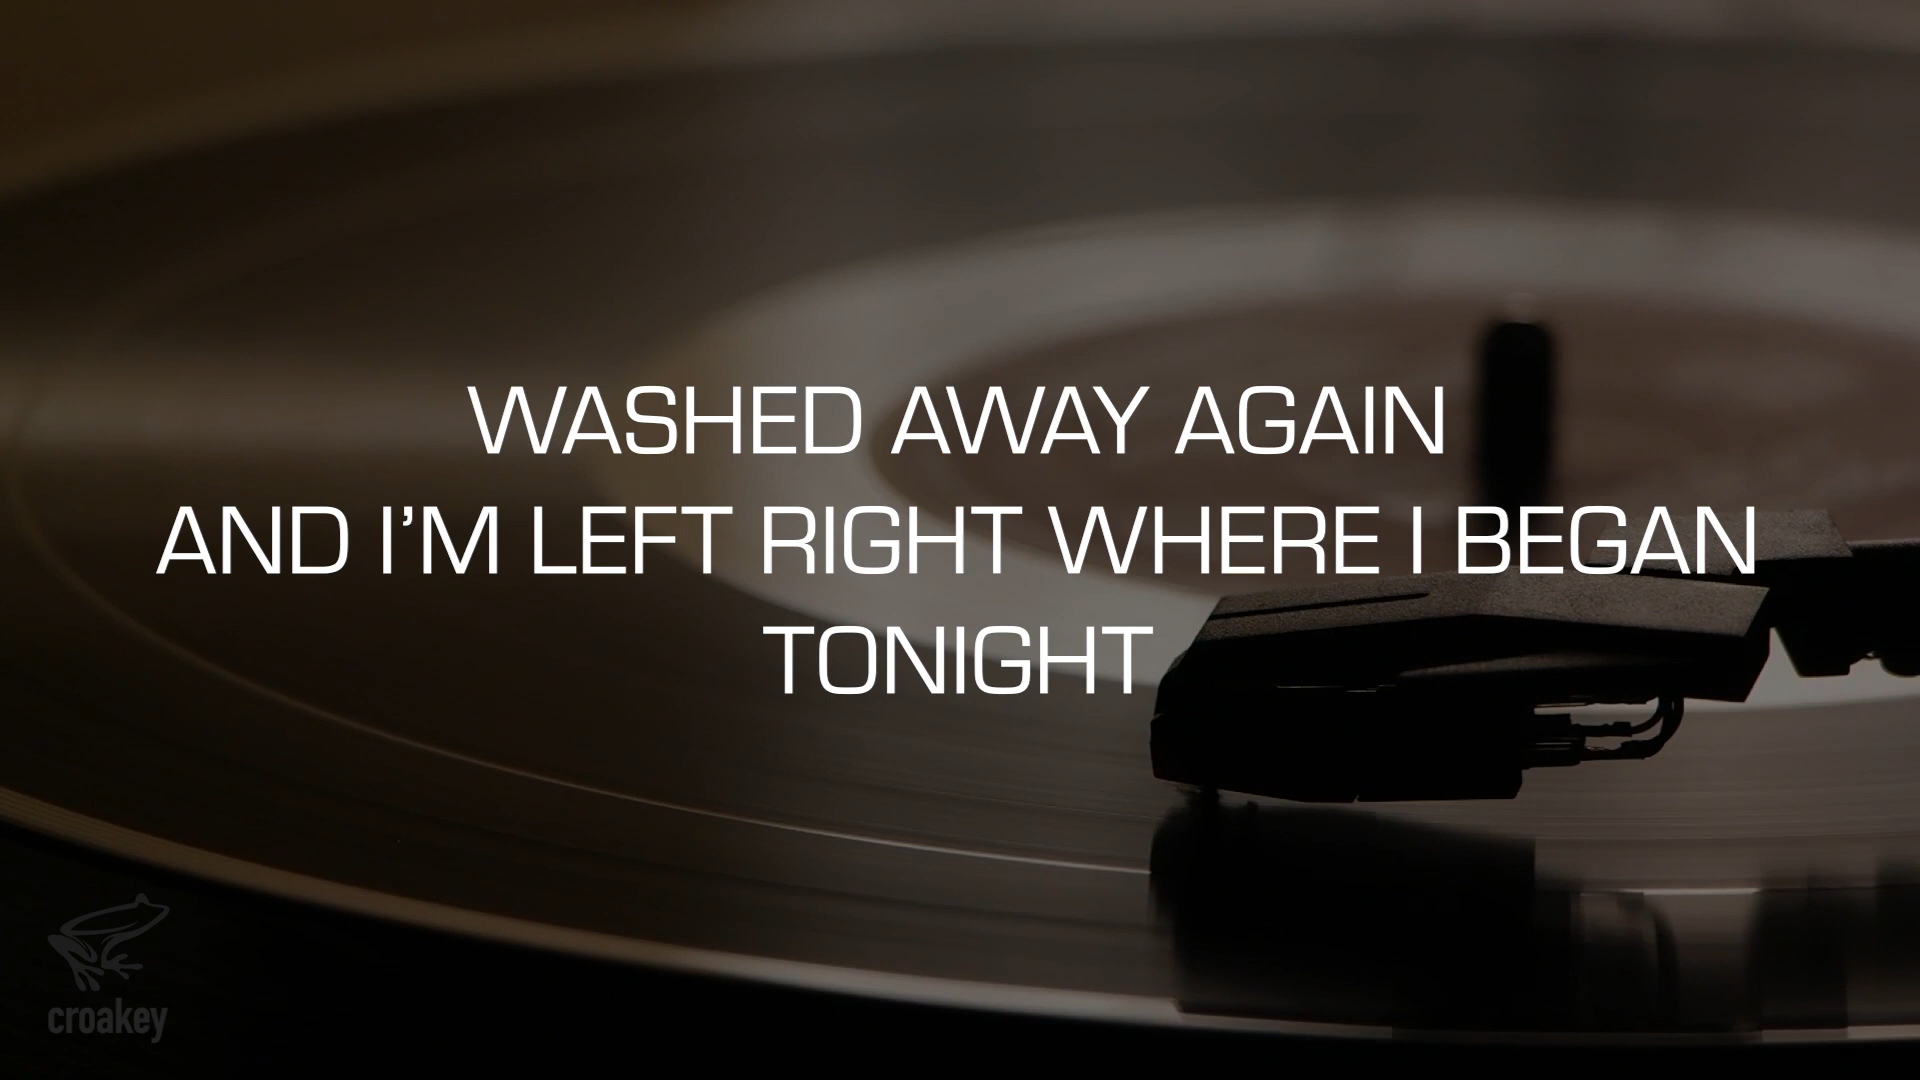 WASHED AWAY AGAIN
AND I’M LEFT RIGHT WHERE I BEGAN
TONIGHT
croakey